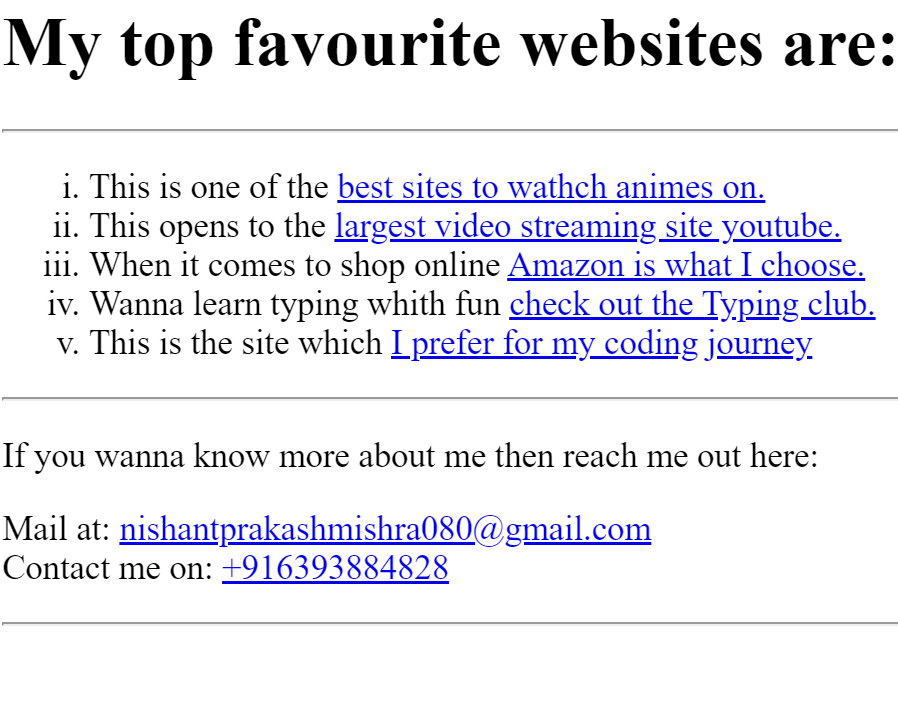 My top favourite websites are:
i. This is one of the best sites to wathch animes on.
ii. This opens to the largest video streaming site youtube.
iii. When it comes to shop online Amazon is what I choose.
iv. Wanna learn typing whith fun check out the Typing club.
v. This is the site which I prefer for my coding journey
If you wanna know more about me then reach me out here:
Mail at: nishantprakashmishra080@gmail.com
Contact me on: +916393884828